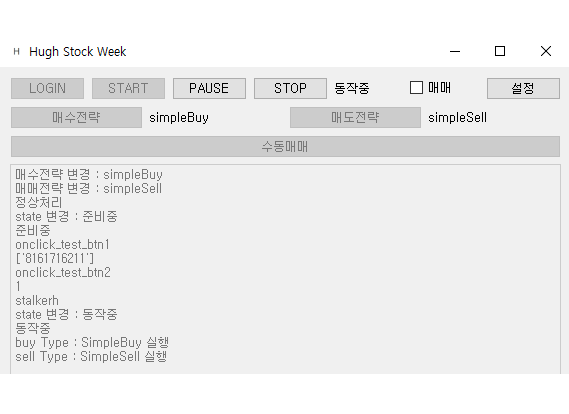 H Hugh Stock Week
LOGIN START PAUSE STOP 동작중 매매 설정
매수전략 simpleBuy 매도전략 simpleSell
수동매매
매수전략 변경 : simpleBuy
매매전략 변경 : simpleSell
정상처리
state 변경 : 준비중
준비중
onclick_test_btn1
['8161716211']
onclick_test_btn2
1
stalkerh
state 변경 : 동작중
동작중
buy Type : SimpleBuy 실행
sell Type : SimpleSell 실행